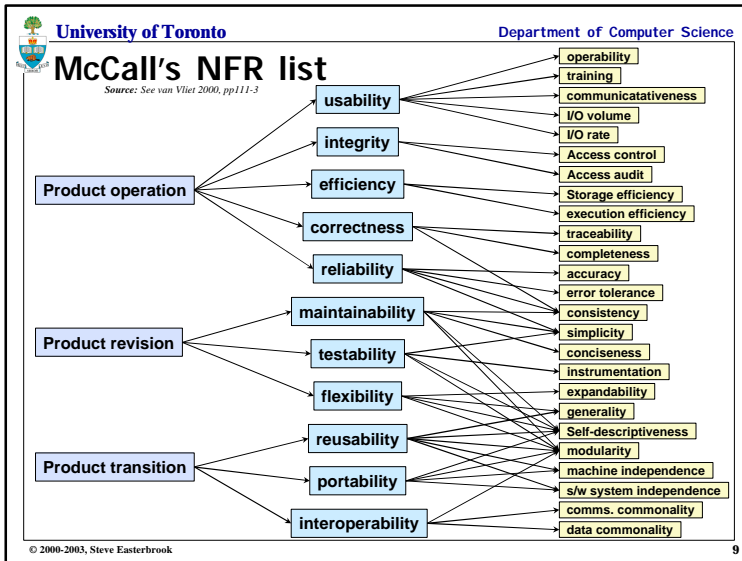 University of Toronto
Department of Computer Science
McCall's NFR list
Source: See van Vliet 2000, pp111-3
Product operation
Product revision
Product transition
usability
integrity
efficiency
correctness
reliability
maintainability
testability
flexibility
reusability
portability
interoperability
operability
training
communicatativeness
I/O volume
I/O rate
Access control
Access audit
Storage efficiency
execution efficiency
traceability
completeness
accuracy
error tolerance
consistency
simplicity
conciseness
instrumentation
expandability
generality
Self-descriptiveness
modularity
machine independence
s/w system independence
comms. commonality
data commonality
© 2000-2003, Steve Easterbrook
9